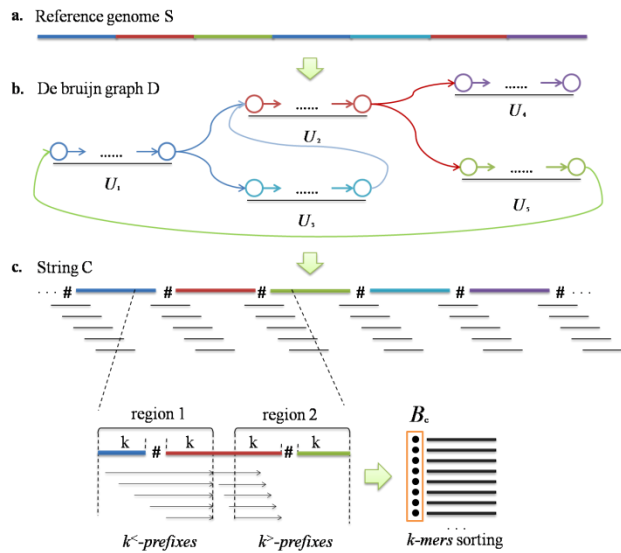 a. Reference genome S
b. De bruijn graph D
...... U₄
...... U₂
...... U₁
...... U₅
...... U₃
c. String C
· · · # # # # # # · · ·
region 1 region 2 B꜀
k k k k
# #
k<-prefixes k>-prefixes
. . .
k-mers sorting